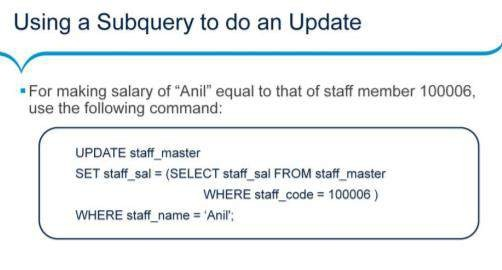 Using a Subquery to do an Update
▪ For making salary of “Anil” equal to that of staff member 100006,
use the following command:
UPDATE staff_master
SET staff_sal = (SELECT staff_sal FROM staff_master
WHERE staff_code = 100006 )
WHERE staff_name = ‘Anil’;